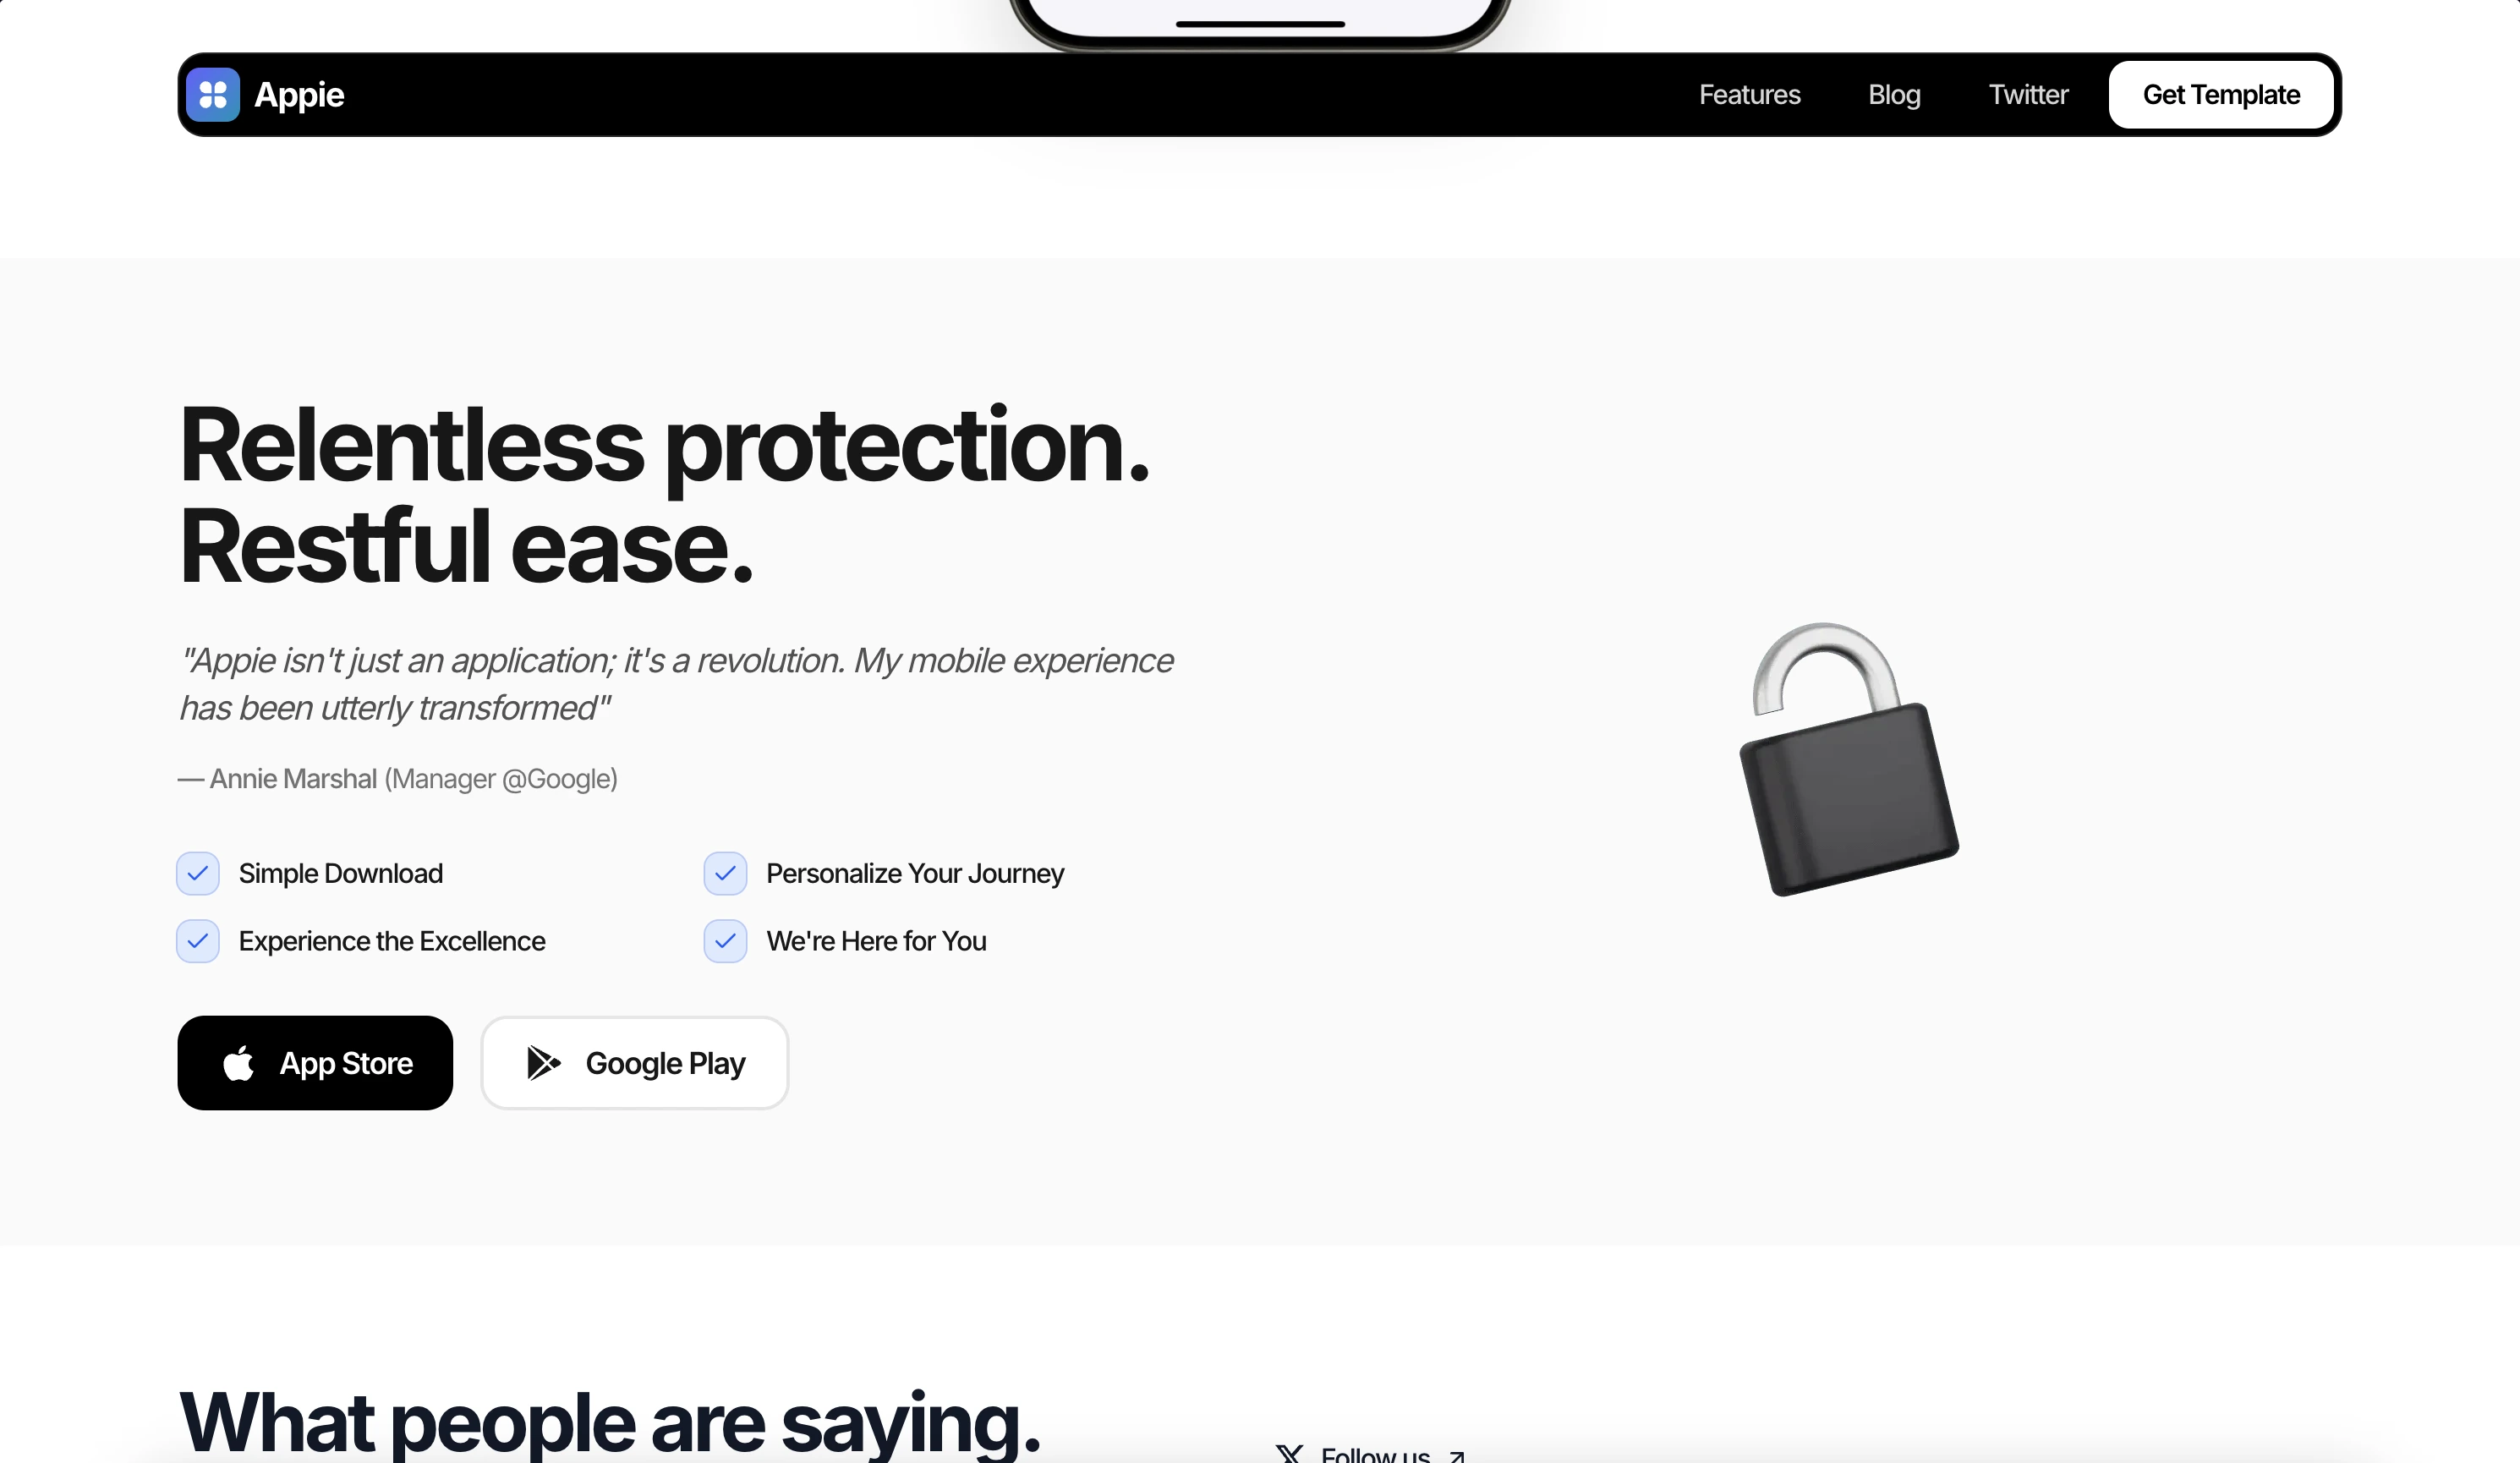 Appie
Features
Blog
Twitter
Get Template
Relentless protection.
Restful ease.
"Appie isn't just an application; it's a revolution. My mobile experience
has been utterly transformed"
— Annie Marshal (Manager @Google)
Simple Download
Personalize Your Journey
Experience the Excellence
We're Here for You
App Store
Google Play
What people are saying.
Follow us